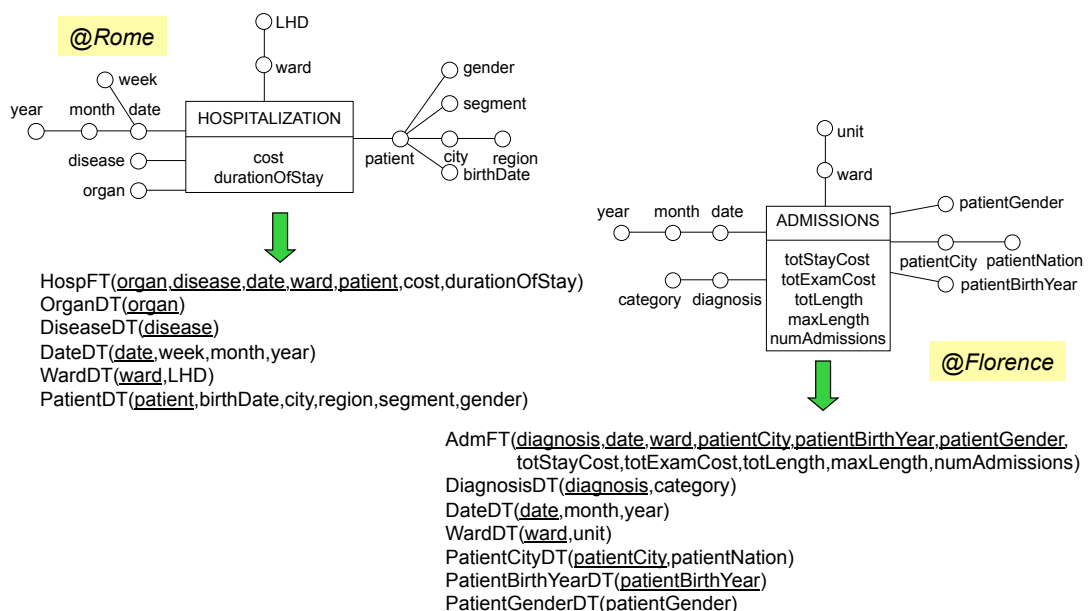 @Rome
LHD
ward
week
year
month
date
HOSPITALIZATION
cost
durationOfStay
disease
organ
gender
segment
patient
city
region
birthDate
HospFT(organ,disease,date,ward,patient,cost,durationOfStay)
OrganDT(organ)
DiseaseDT(disease)
DateDT(date,week,month,year)
WardDT(ward,LHD)
PatientDT(patient,birthDate,city,region,segment,gender)
unit
ward
year
month
date
ADMISSIONS
totStayCost
totExamCost
totLength
maxLength
numAdmissions
category
diagnosis
patientGender
patientCity
patientNation
patientBirthYear
@Florence
AdmFT(diagnosis,date,ward,patientCity,patientBirthYear,patientGender,
totStayCost,totExamCost,totLength,maxLength,numAdmissions)
DiagnosisDT(diagnosis,category)
DateDT(date,month,year)
WardDT(ward,unit)
PatientCityDT(patientCity,patientNation)
PatientBirthYearDT(patientBirthYear)
PatientGenderDT(patientGender)